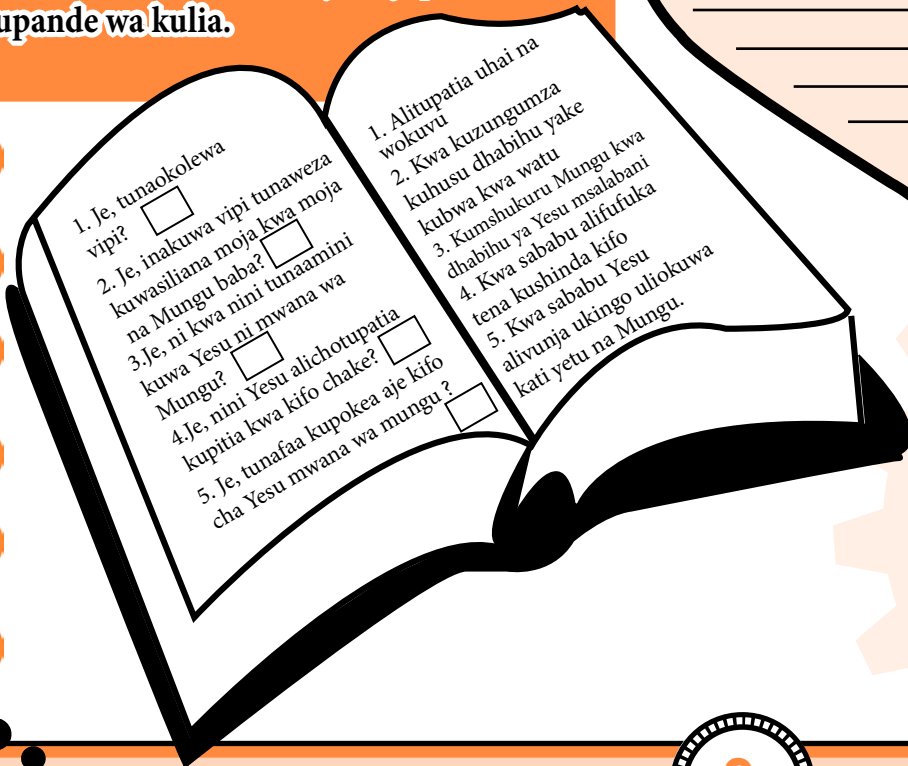 upande wa kulia.
1. Je, tunaokolewa
vipi?
2. Je, inakuwa vipi tunaweza
kuwasiliana moja kwa moja
na Mungu baba?
3.Je, ni kwa nini tunaamini
kuwa Yesu ni mwana wa
Mungu?
4.Je, nini Yesu alichotupatia
kupitia kwa kifo chake?
5. Je, tunafaa kupokea aje kifo
cha Yesu mwana wa mungu ?
1. Alitupatia uhai na
wokuvu
2. Kwa kuzungumza
kuhusu dhabihu yake
kubwa kwa watu
3. Kumshukuru Mungu kwa
dhabihu ya Yesu msalabani
4. Kwa sababu alifufuka
tena kushinda kifo
5. Kwa sababu Yesu
alivunja ukingo uliokuwa
kati yetu na Mungu.